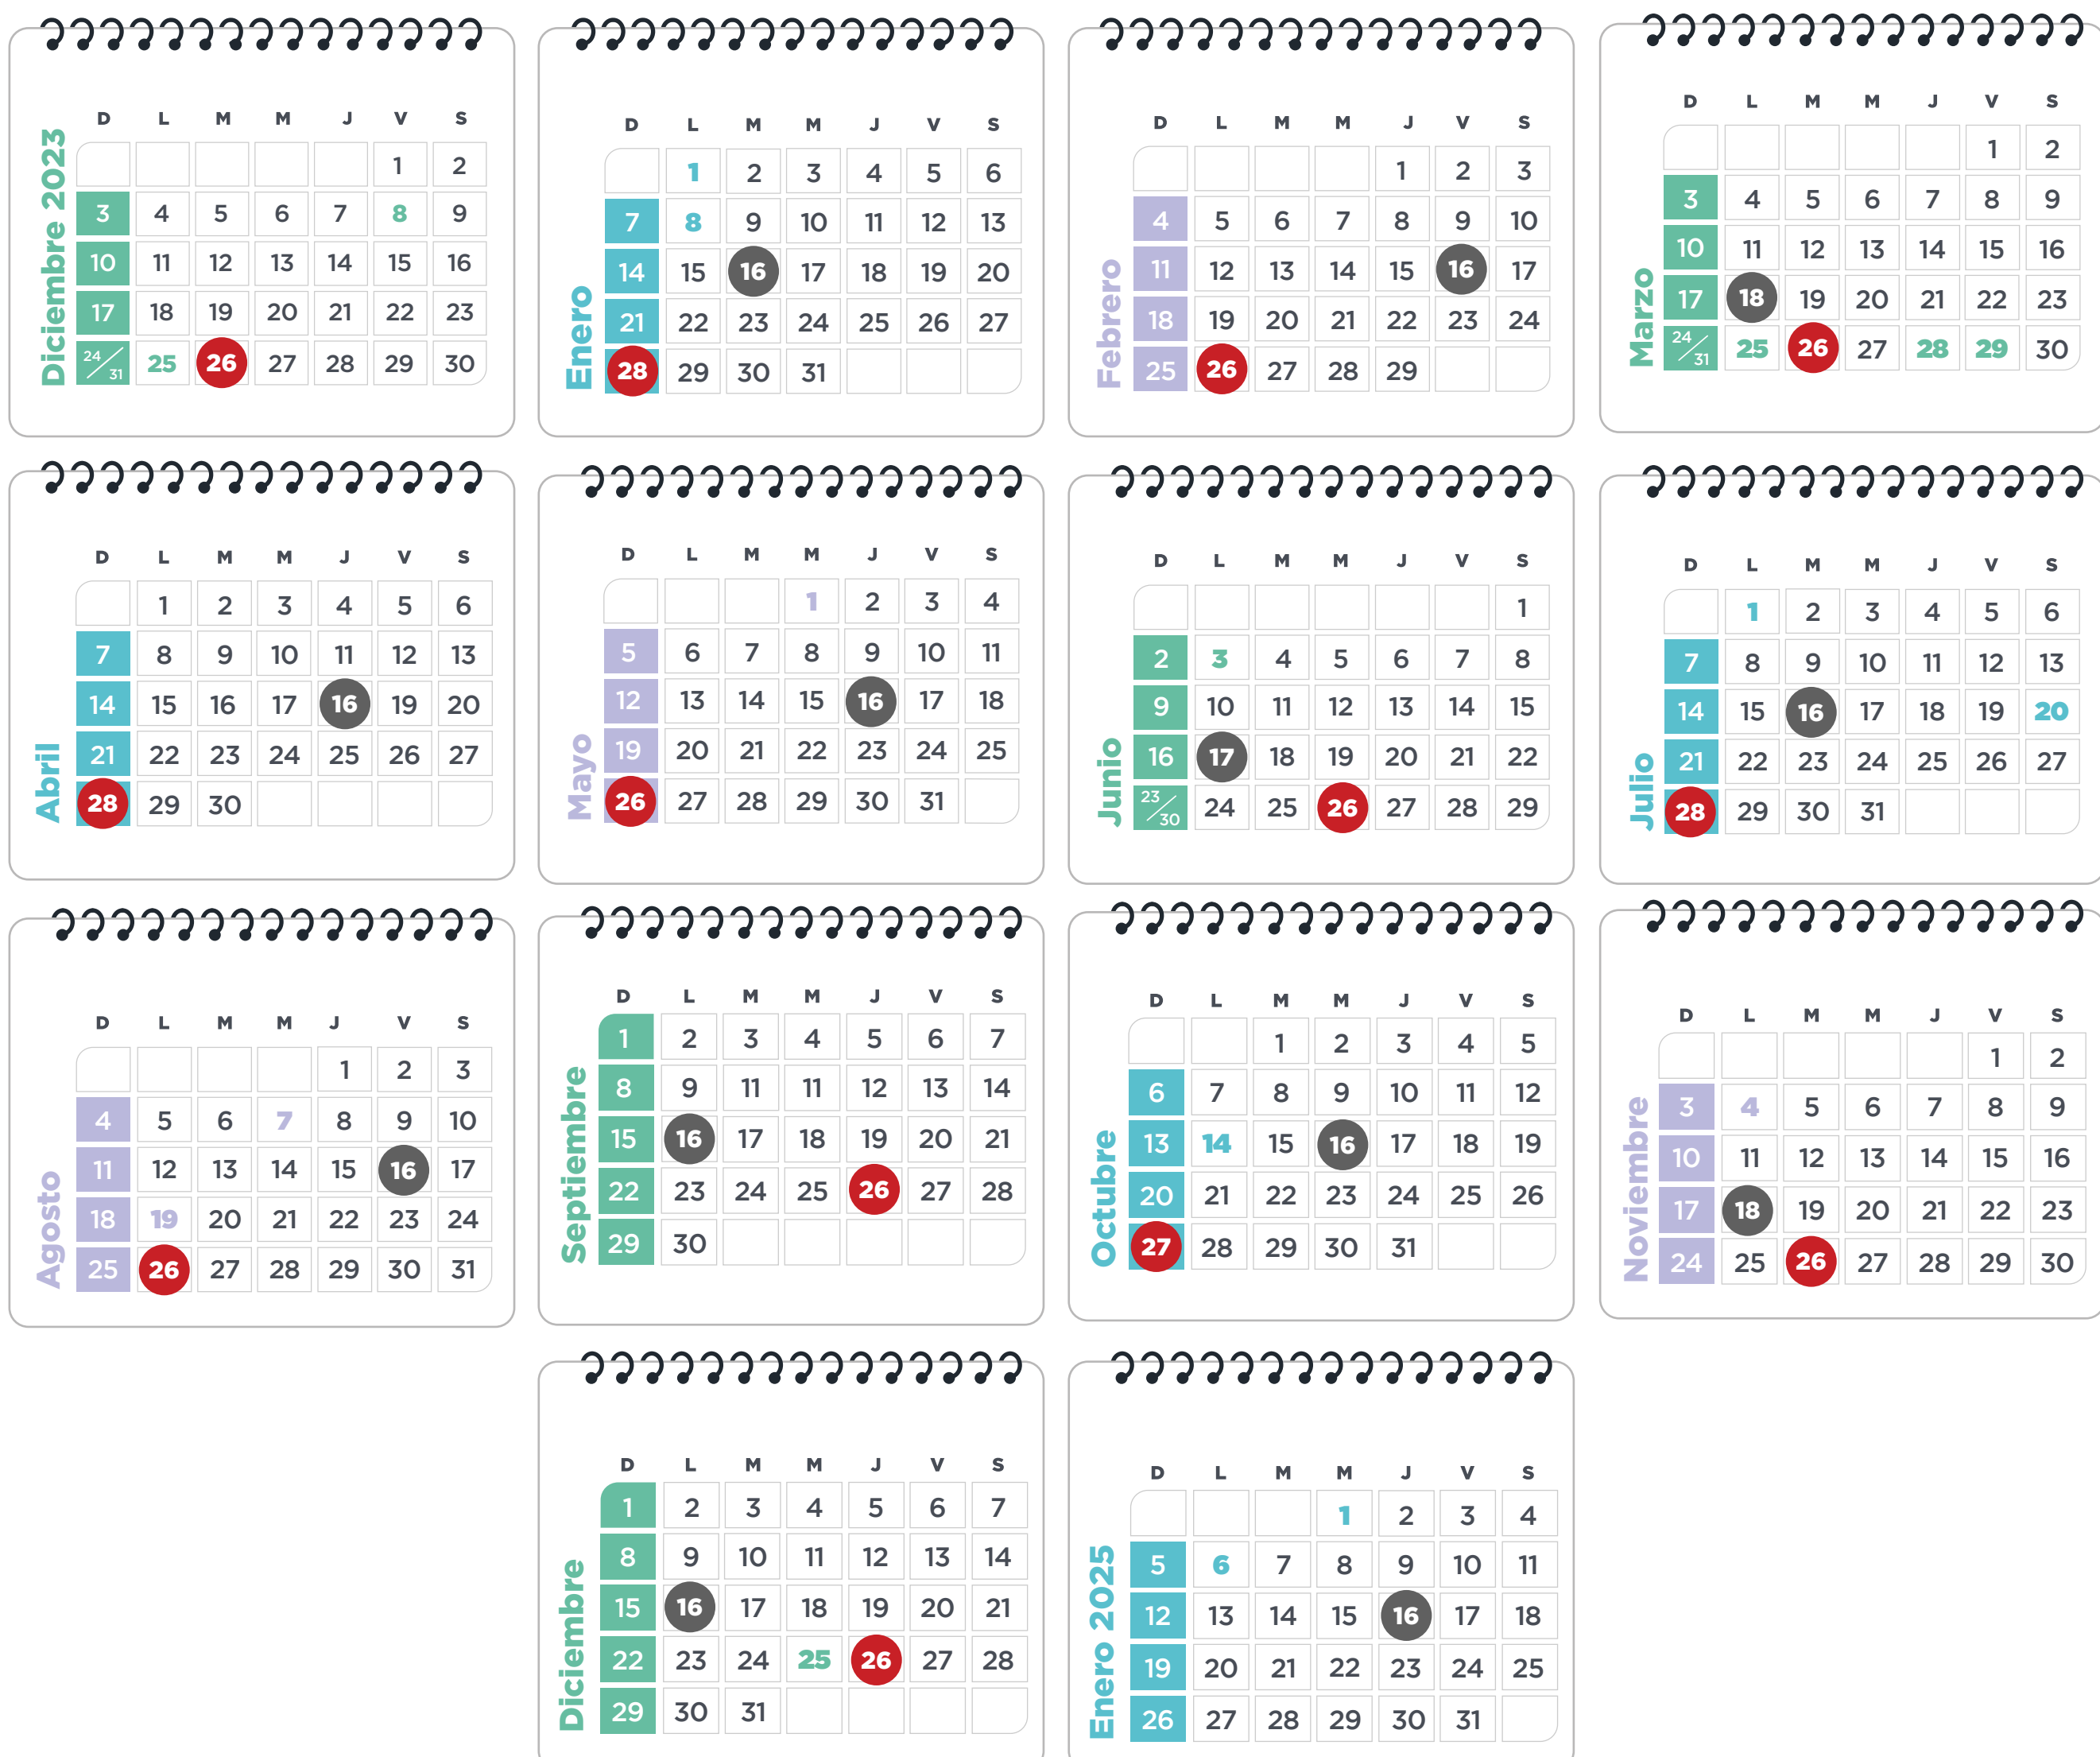 Diciembre 2023
D L M M J V S
1 2
3 4 5 6 7 8 9
10 11 12 13 14 15 16
17 18 19 20 21 22 23
24/31 25 26 27 28 29 30
Enero
D L M M J V S
1 2 3 4 5 6
7 8 9 10 11 12 13
14 15 16 17 18 19 20
21 22 23 24 25 26 27
28 29 30 31
Febrero
D L M M J V S
1 2 3
4 5 6 7 8 9 10
11 12 13 14 15 16 17
18 19 20 21 22 23 24
25 26 27 28 29
Marzo
D L M M J V S
1 2
3 4 5 6 7 8 9
10 11 12 13 14 15 16
17 18 19 20 21 22 23
24/31 25 26 27 28 29 30
Abril
D L M M J V S
1 2 3 4 5 6
7 8 9 10 11 12 13
14 15 16 17 16 19 20
21 22 23 24 25 26 27
28 29 30
Mayo
D L M M J V S
1 2 3 4
5 6 7 8 9 10 11
12 13 14 15 16 17 18
19 20 21 22 23 24 25
26 27 28 29 30 31
Junio
D L M M J V S
1
2 3 4 5 6 7 8
9 10 11 12 13 14 15
16 17 18 19 20 21 22
23/30 24 25 26 27 28 29
Julio
D L M M J V S
1 2 3 4 5 6
7 8 9 10 11 12 13
14 15 16 17 18 19 20
21 22 23 24 25 26 27
28 29 30 31
Agosto
D L M M J V S
1 2 3
4 5 6 7 8 9 10
11 12 13 14 15 16 17
18 19 20 21 22 23 24
25 26 27 28 29 30 31
Septiembre
D L M M J V S
1 2 3 4 5 6 7
8 9 11 11 12 13 14
15 16 17 18 19 20 21
22 23 24 25 26 27 28
29 30
Octubre
D L M M J V S
1 2 3 4 5
6 7 8 9 10 11 12
13 14 15 16 17 18 19
20 21 22 23 24 25 26
27 28 29 30 31
Noviembre
D L M M J V S
1 2
3 4 5 6 7 8 9
10 11 12 13 14 15 16
17 18 19 20 21 22 23
24 25 26 27 28 29 30
Diciembre
D L M M J V S
1 2 3 4 5 6 7
8 9 10 11 12 13 14
15 16 17 18 19 20 21
22 23 24 25 26 27 28
29 30 31
Enero 2025
D L M M J V S
1 2 3 4
5 6 7 8 9 10 11
12 13 14 15 16 17 18
19 20 21 22 23 24 25
26 27 28 29 30 31